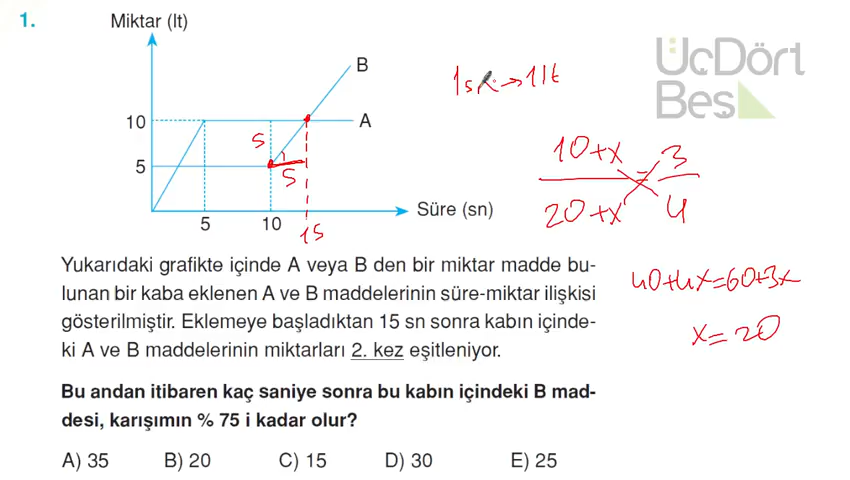 1.
Miktar (lt)
B
10
A
5
5
5
5
10
15
Süre (sn)
1sn → 1lt
ÜçDört
Beş
10+x / 20+x = 3 / 4
40+4x=60+3x
x=20
Yukarıdaki grafikte içinde A veya B den bir miktar madde bu-
lunan bir kaba eklenen A ve B maddelerinin süre-miktar ilişkisi
gösterilmiştir. Eklemeye başladıktan 15 sn sonra kabın içinde-
ki A ve B maddelerinin miktarları 2. kez eşitleniyor.
Bu andan itibaren kaç saniye sonra bu kabın içindeki B mad-
desi, karışımın % 75 i kadar olur?
A) 35 B) 20 C) 15 D) 30 E) 25